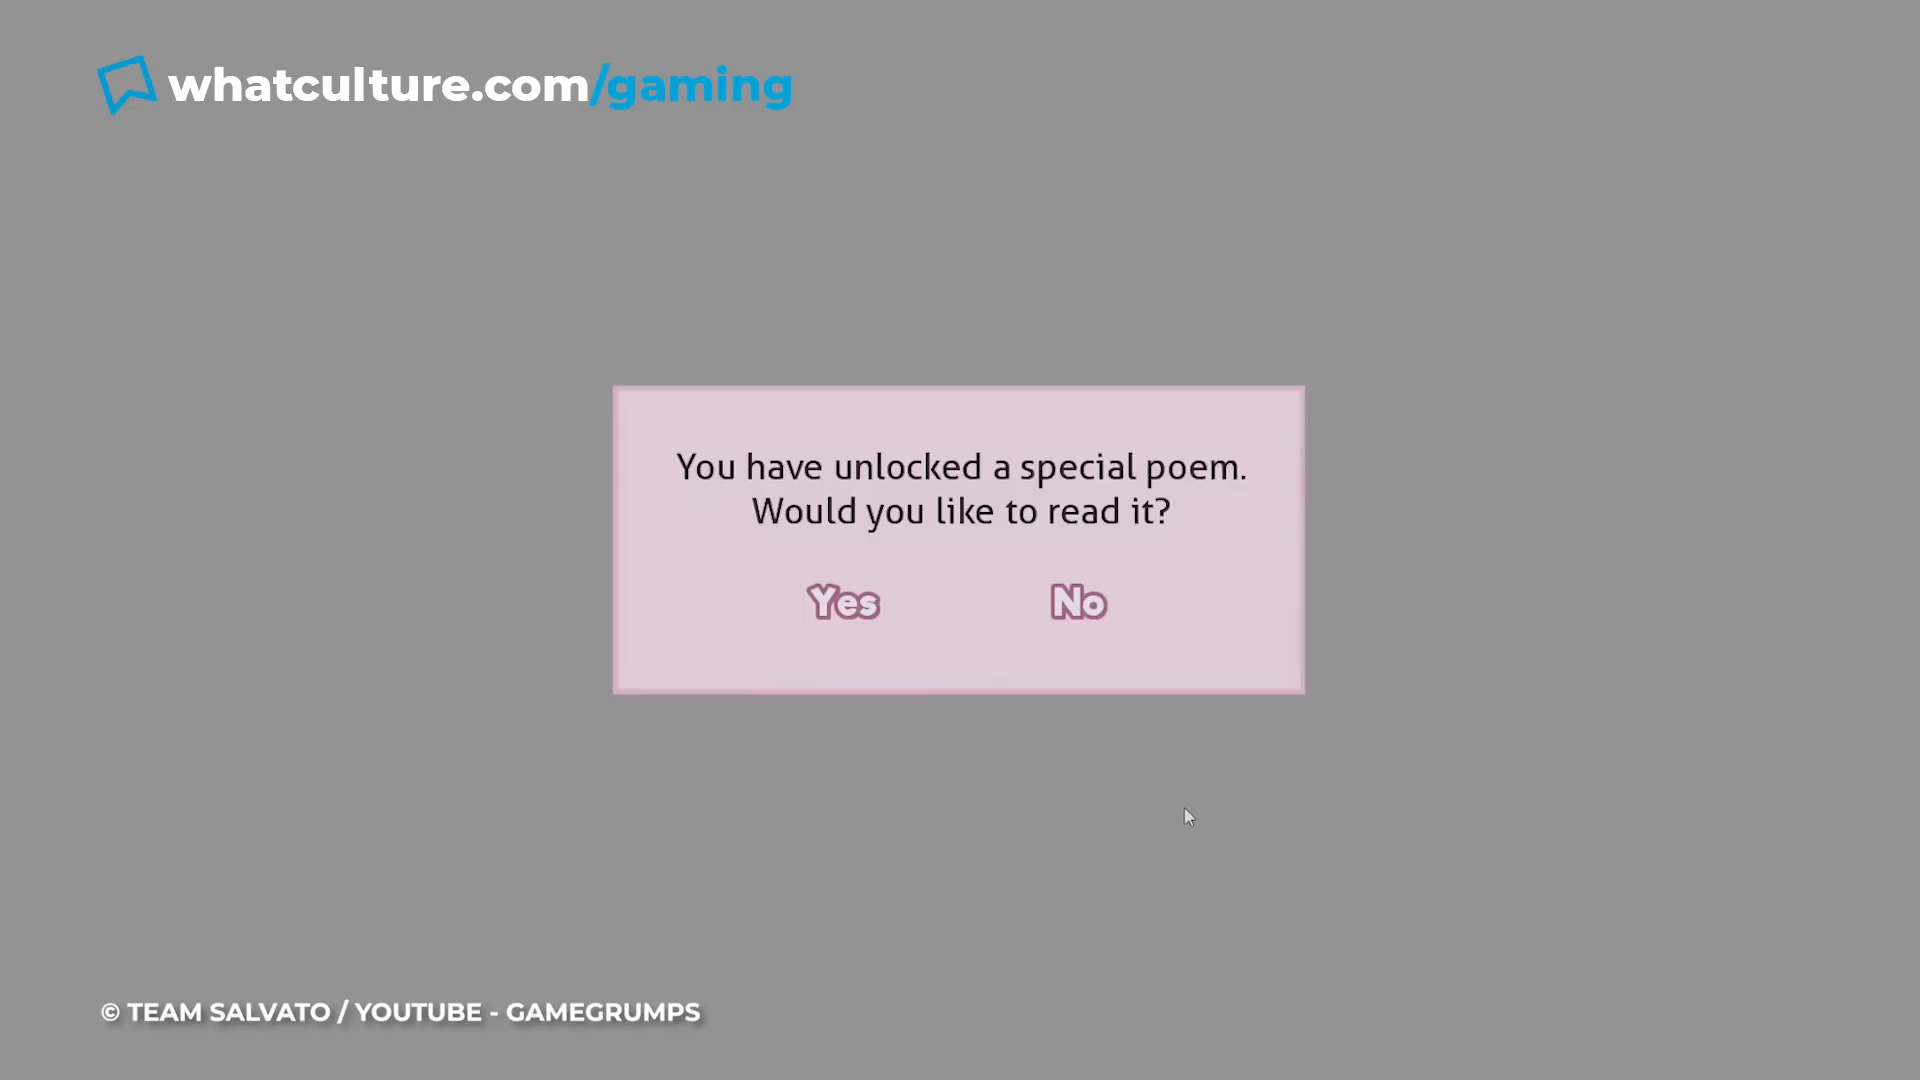 whatculture.com/gaming
You have unlocked a special poem.
Would you like to read it?
Yes No
© TEAM SALVATO / YOUTUBE - GAMEGRUMPS